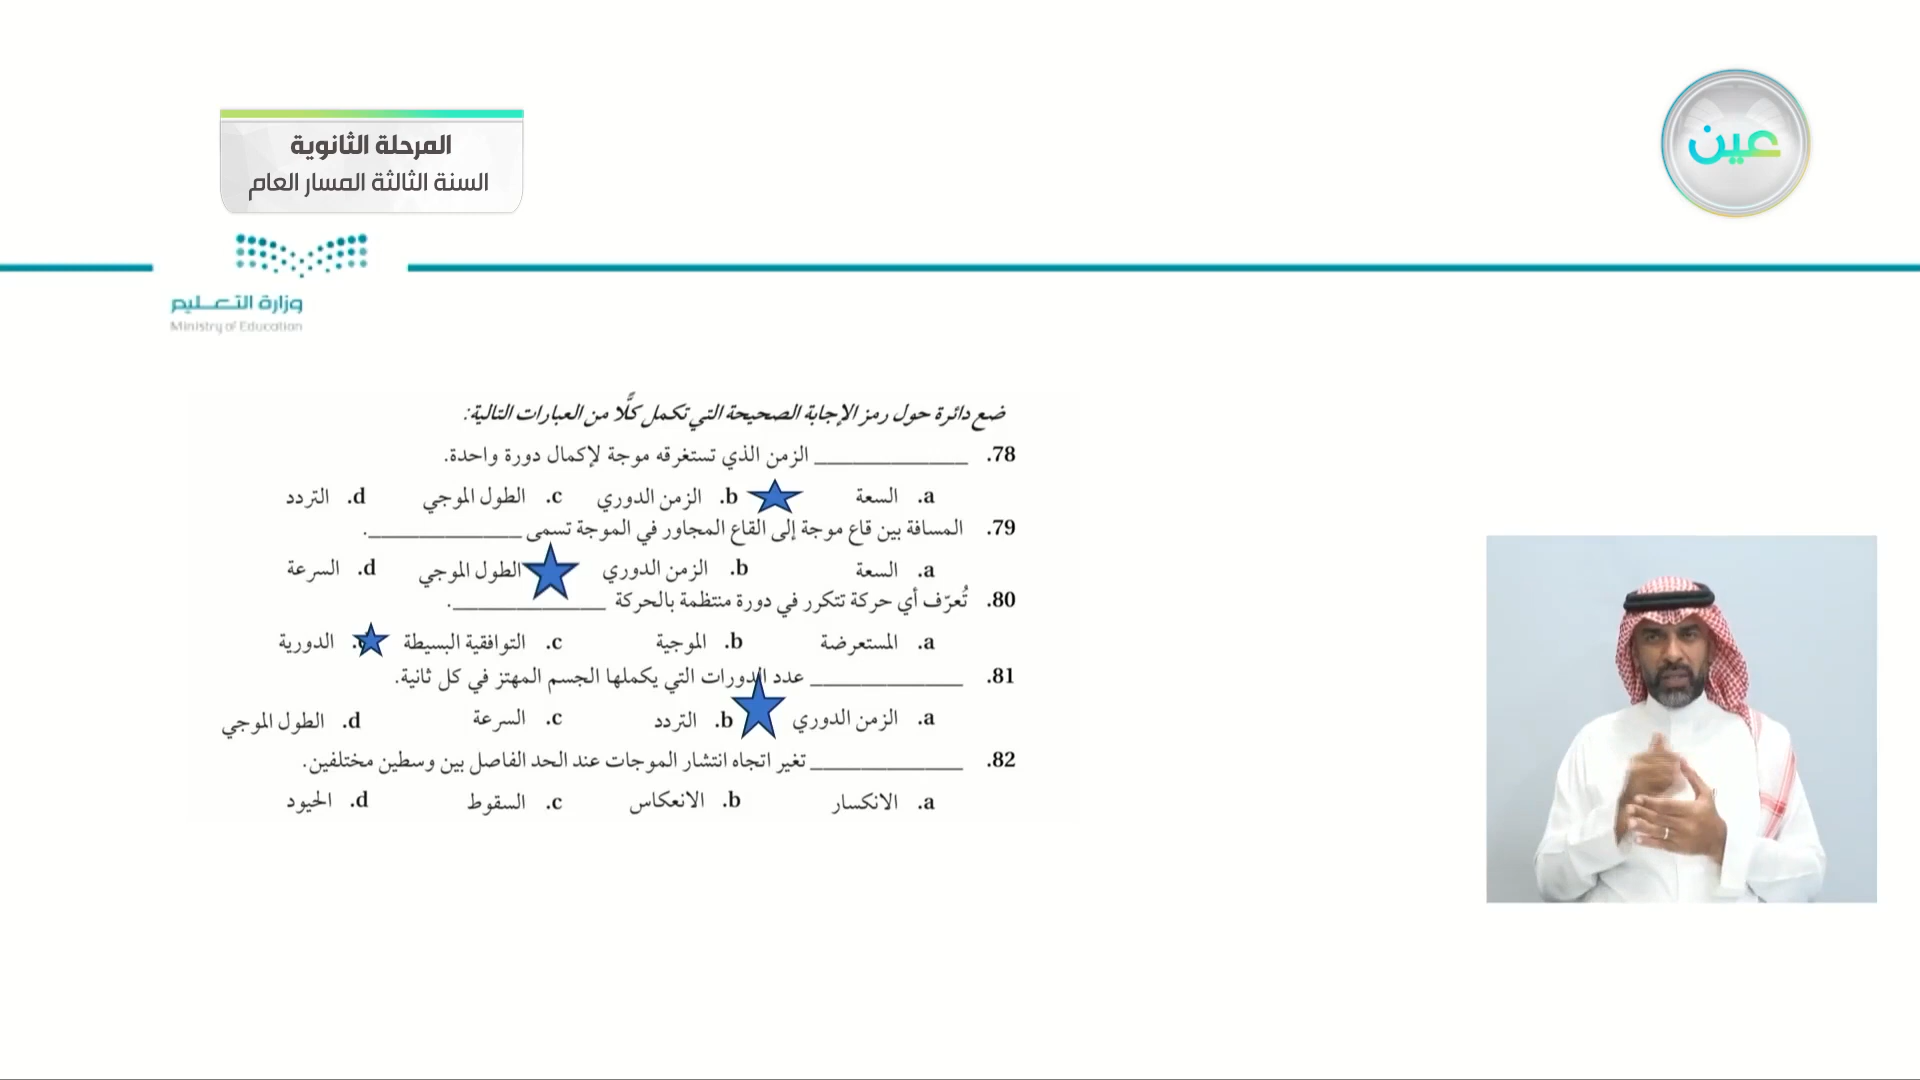 المرحلة الثانوية
السنة الثالثة المسار العام
عين
وزارة التعليم
Ministry of Education
ضع دائرة حول رمز الإجابة الصحيحة التي تكمل كلًّا من العبارات التالية:
78. ______________ الزمن الذي تستغرقه موجة لإكمال دورة واحدة.
a. السعة b. الزمن الدوري c. الطول الموجي d. التردد
79. المسافة بين قاع موجة إلى القاع المجاور في الموجة تسمى ______________.
a. السعة b. الزمن الدوري الطول الموجي d. السرعة
80. تُعرّف أي حركة تتكرر في دورة منتظمة بالحركة ______________.
a. المستعرضة b. الموجية c. التوافقية البسيطة الدورية
81. ______________ عدد الدورات التي يكملها الجسم المهتز في كل ثانية.
a. الزمن الدوري b. التردد c. السرعة d. الطول الموجي
82. ______________ تغير اتجاه انتشار الموجات عند الحد الفاصل بين وسطين مختلفين.
a. الانكسار b. الانعكاس c. السقوط d. الحيود